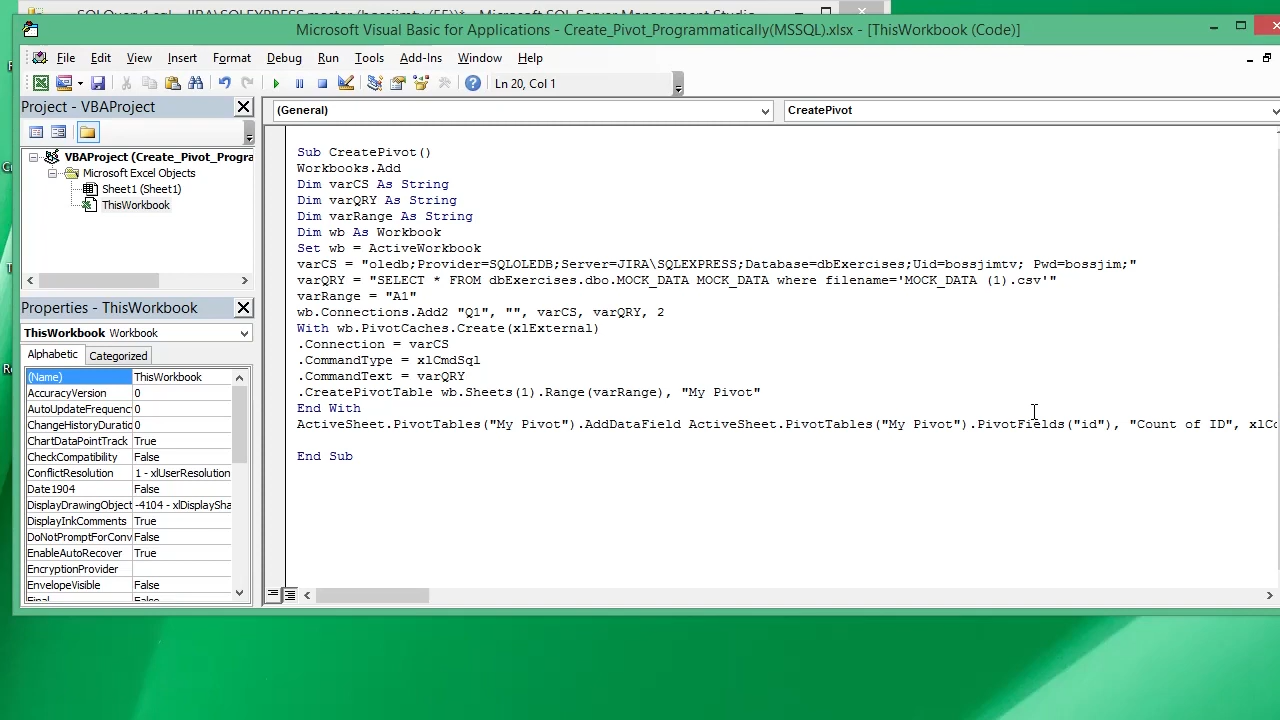 Microsoft Visual Basic for Applications - Create_Pivot_Programmatically(MSSQL).xlsx - [ThisWorkbook (Code)]
File Edit View Insert Format Debug Run Tools Add-Ins Window Help
Ln 20, Col 1
Project - VBAProject
(General)
CreatePivot
VBAProject (Create_Pivot_Progra
Microsoft Excel Objects
Sheet1 (Sheet1)
ThisWorkbook
Properties - ThisWorkbook
ThisWorkbook Workbook
Alphabetic Categorized
(Name) ThisWorkbook
AccuracyVersion 0
AutoUpdateFrequenc 0
ChangeHistoryDuratio 0
ChartDataPointTrack True
CheckCompatibility False
ConflictResolution 1 - xlUserResolution
Date1904 False
DisplayDrawingObject -4104 - xlDisplaySha
DisplayInkComments True
DoNotPromptForConv False
EnableAutoRecover True
EncryptionProvider
EnvelopeVisible False
Final False
Sub CreatePivot()
Workbooks.Add
Dim varCS As String
Dim varQRY As String
Dim varRange As String
Dim wb As Workbook
Set wb = ActiveWorkbook
varCS = "oledb;Provider=SQLOLEDB;Server=JIRA\SQLEXPRESS;Database=dbExercises;Uid=bossjimtv; Pwd=bossjim;"
varQRY = "SELECT * FROM dbExercises.dbo.MOCK_DATA MOCK_DATA where filename='MOCK_DATA (1).csv'"
varRange = "A1"
wb.Connections.Add2 "Q1", "", varCS, varQRY, 2
With wb.PivotCaches.Create(xlExternal)
.Connection = varCS
.CommandType = xlCmdSql
.CommandText = varQRY
.CreatePivotTable wb.Sheets(1).Range(varRange), "My Pivot"
End With
ActiveSheet.PivotTables("My Pivot").AddDataField ActiveSheet.PivotTables("My Pivot").PivotFields("id"), "Count of ID", xlCo
End Sub